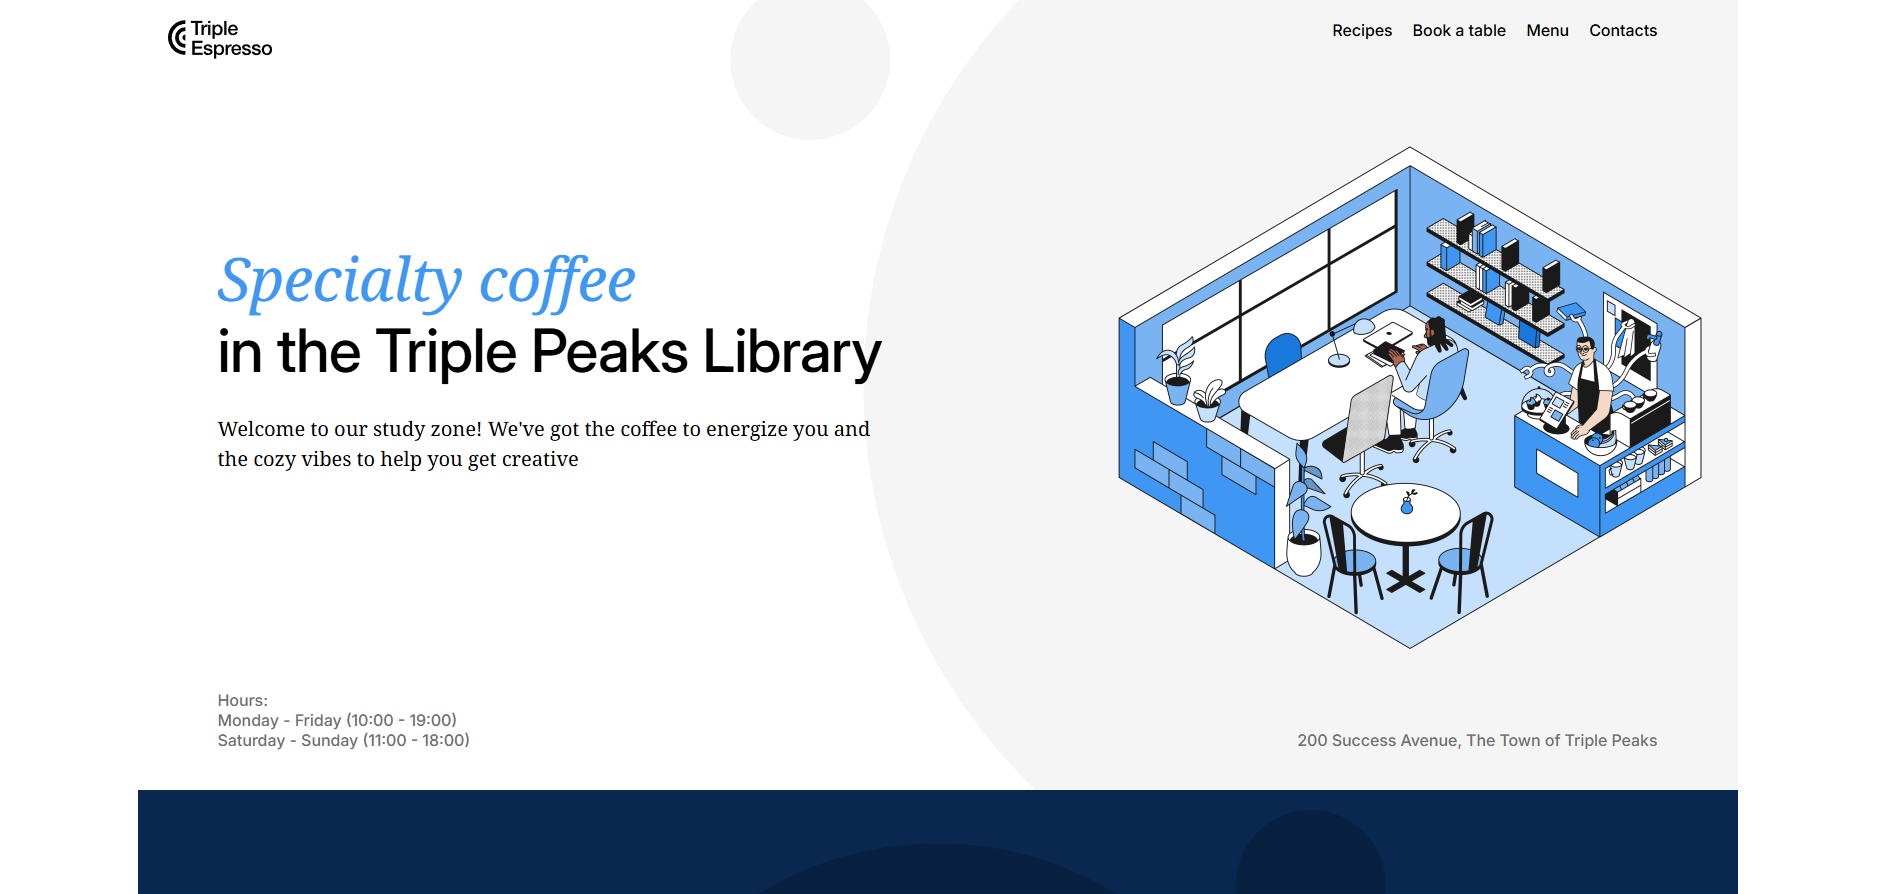 Triple
Espresso
Recipes Book a table Menu Contacts
Specialty coffee
in the Triple Peaks Library
Welcome to our study zone! We've got the coffee to energize you and
the cozy vibes to help you get creative
Hours:
Monday - Friday (10:00 - 19:00)
Saturday - Sunday (11:00 - 18:00)
200 Success Avenue, The Town of Triple Peaks